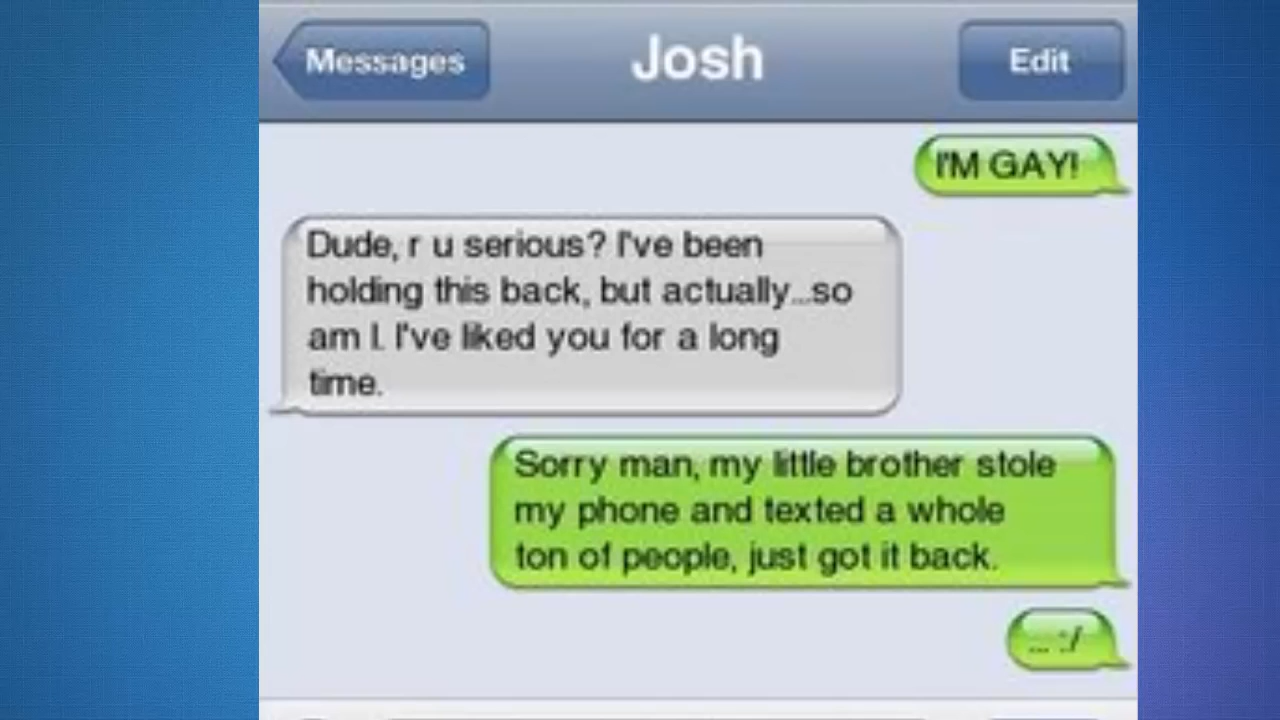 Messages
Josh
Edit
I'M GAY!
Dude, r u serious? I've been
holding this back, but actually...so
am I. I've liked you for a long
time.
Sorry man, my little brother stole
my phone and texted a whole
ton of people, just got it back.
... :/